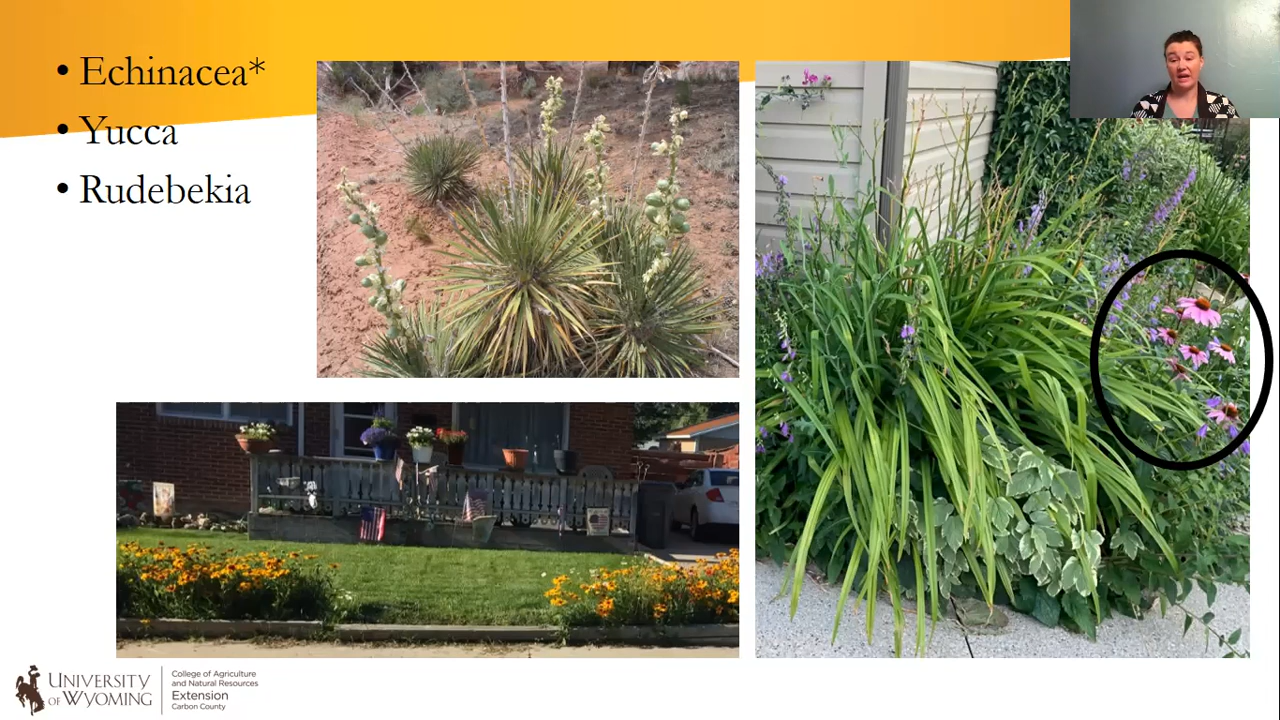 • Echinacea*
• Yucca
• Rudebekia
UNIVERSITY
OF WYOMING
College of Agriculture
and Natural Resources
Extension
Carbon County